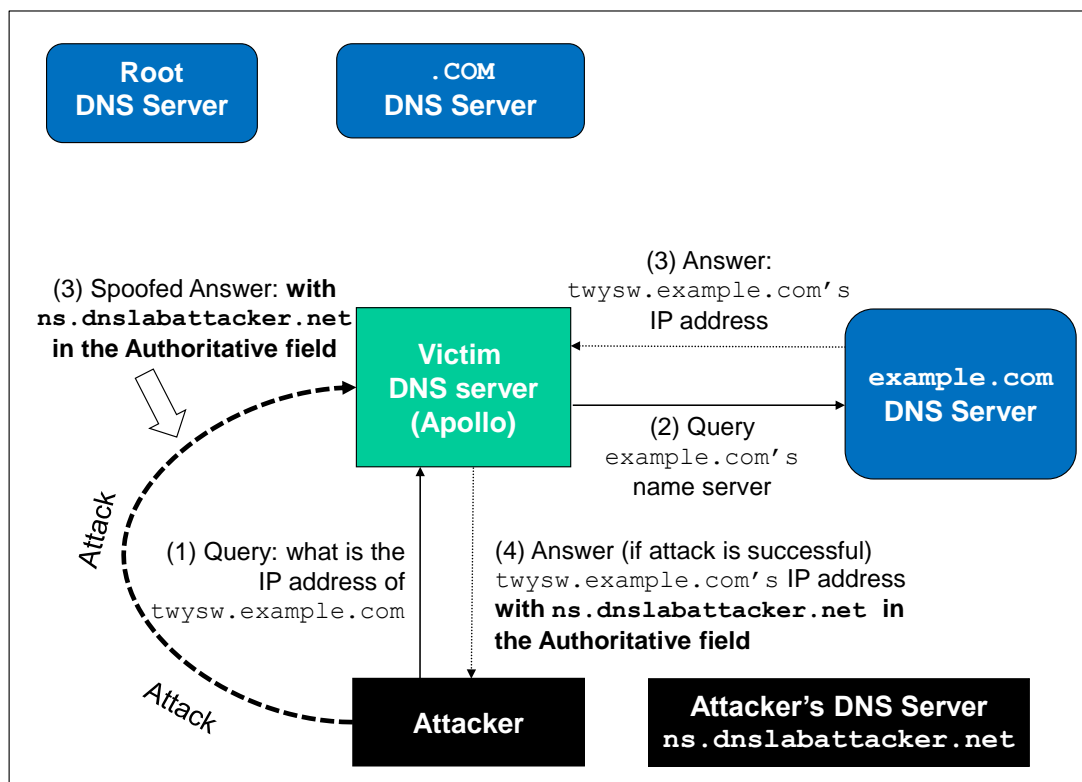 Root
DNS Server
.COM
DNS Server
(3) Answer:
twysw.example.com’s
IP address
(3) Spoofed Answer: with
ns.dnslabattacker.net
in the Authoritative field
Victim
DNS server
(Apollo)
example.com
DNS Server
(2) Query
example.com’s
name server
Attack
(1) Query: what is the
IP address of
twysw.example.com
(4) Answer (if attack is successful)
twysw.example.com’s IP address
with ns.dnslabattacker.net in
the Authoritative field
Attack
Attacker
Attacker’s DNS Server
ns.dnslabattacker.net